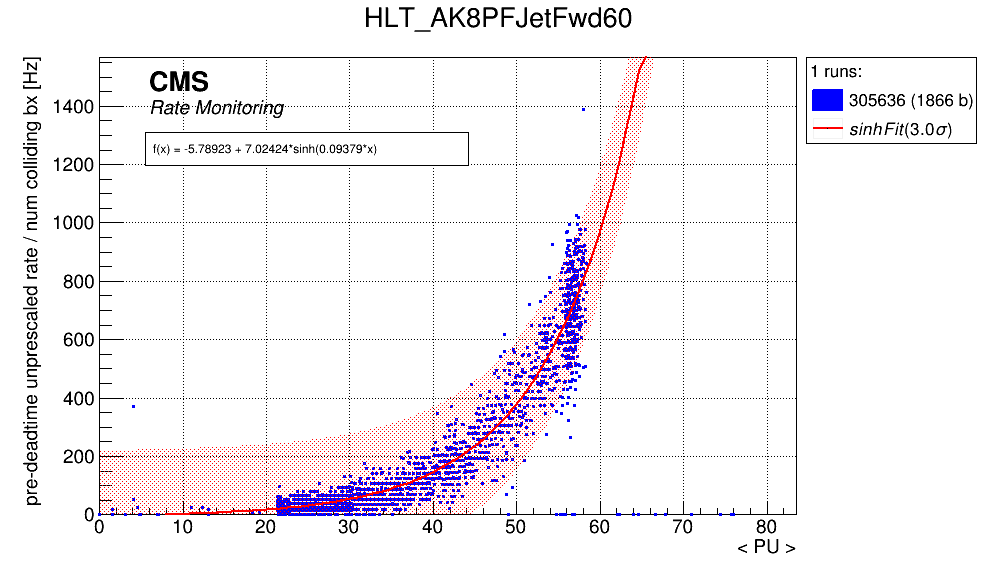 HLT_AK8PFJetFwd60
pre-deadtime unprescaled rate / num colliding bx [Hz]
CMS
Rate Monitoring
f(x) = -5.78923 + 7.02424*sinh(0.09379*x)
1400
1200
1000
800
600
400
200
0
0 10 20 30 40 50 60 70 80
< PU >
1 runs:
305636 (1866 b)
sinhFit(3.0σ)